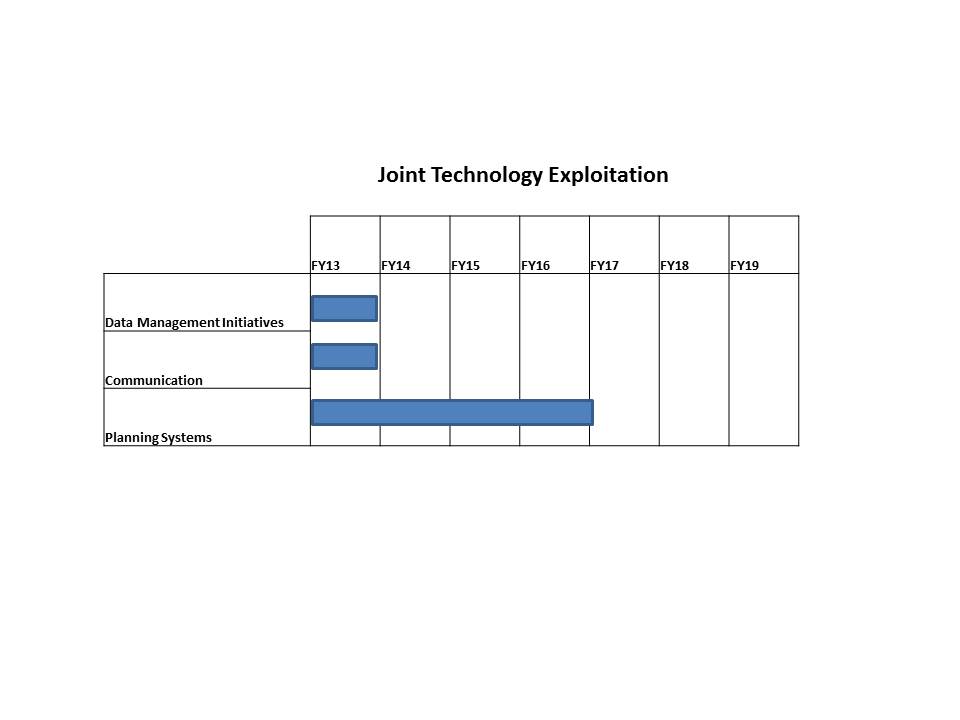 Joint Technology Exploitation
FY13 FY14 FY15 FY16 FY17 FY18 FY19
Data Management Initiatives
Communication
Planning Systems